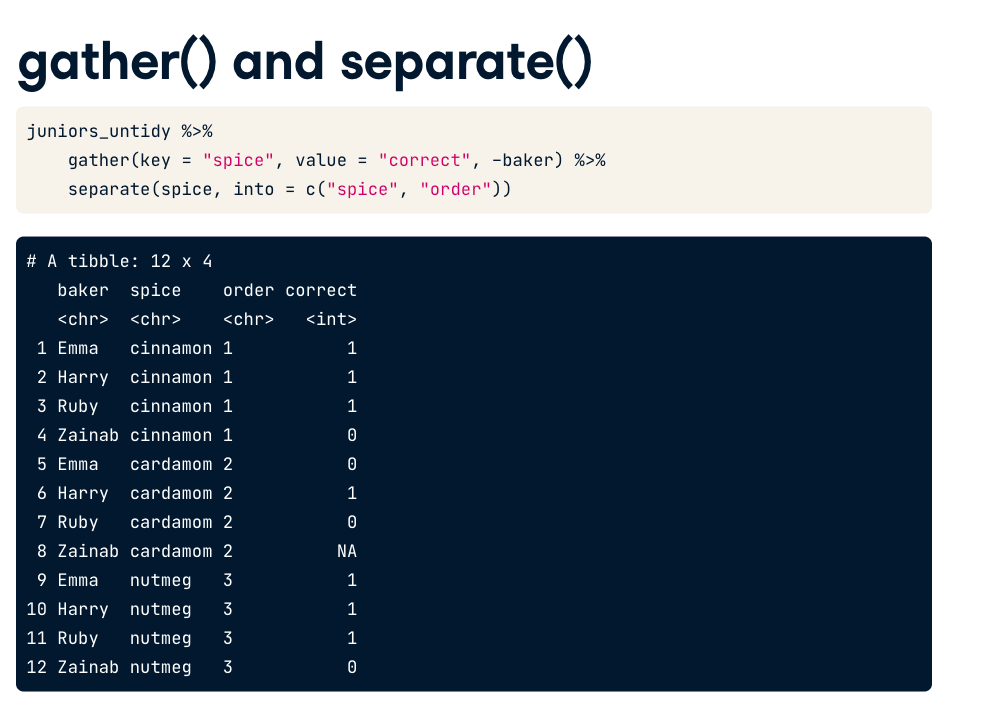 gather() and separate()
juniors_untidy %>%
    gather(key = "spice", value = "correct", -baker) %>%
    separate(spice, into = c("spice", "order"))
# A tibble: 12 x 4
   baker  spice    order correct
   <chr>  <chr>    <chr>   <int>
 1 Emma   cinnamon 1           1
 2 Harry  cinnamon 1           1
 3 Ruby   cinnamon 1           1
 4 Zainab cinnamon 1           0
 5 Emma   cardamom 2           0
 6 Harry  cardamom 2           1
 7 Ruby   cardamom 2           0
 8 Zainab cardamom 2          NA
 9 Emma   nutmeg   3           1
10 Harry  nutmeg   3           1
11 Ruby   nutmeg   3           1
12 Zainab nutmeg   3           0